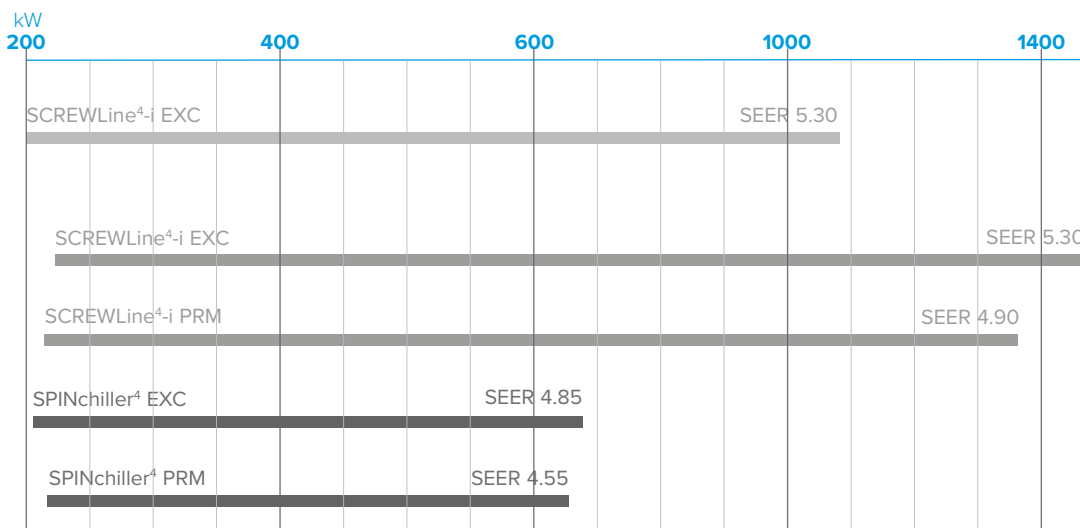 kW
200 400 600 1000 1400
SCREWLine⁴-i EXC SEER 5.30
SCREWLine⁴-i EXC SEER 5.30
SCREWLine⁴-i PRM SEER 4.90
SPINchiller⁴ EXC SEER 4.85
SPINchiller⁴ PRM SEER 4.55